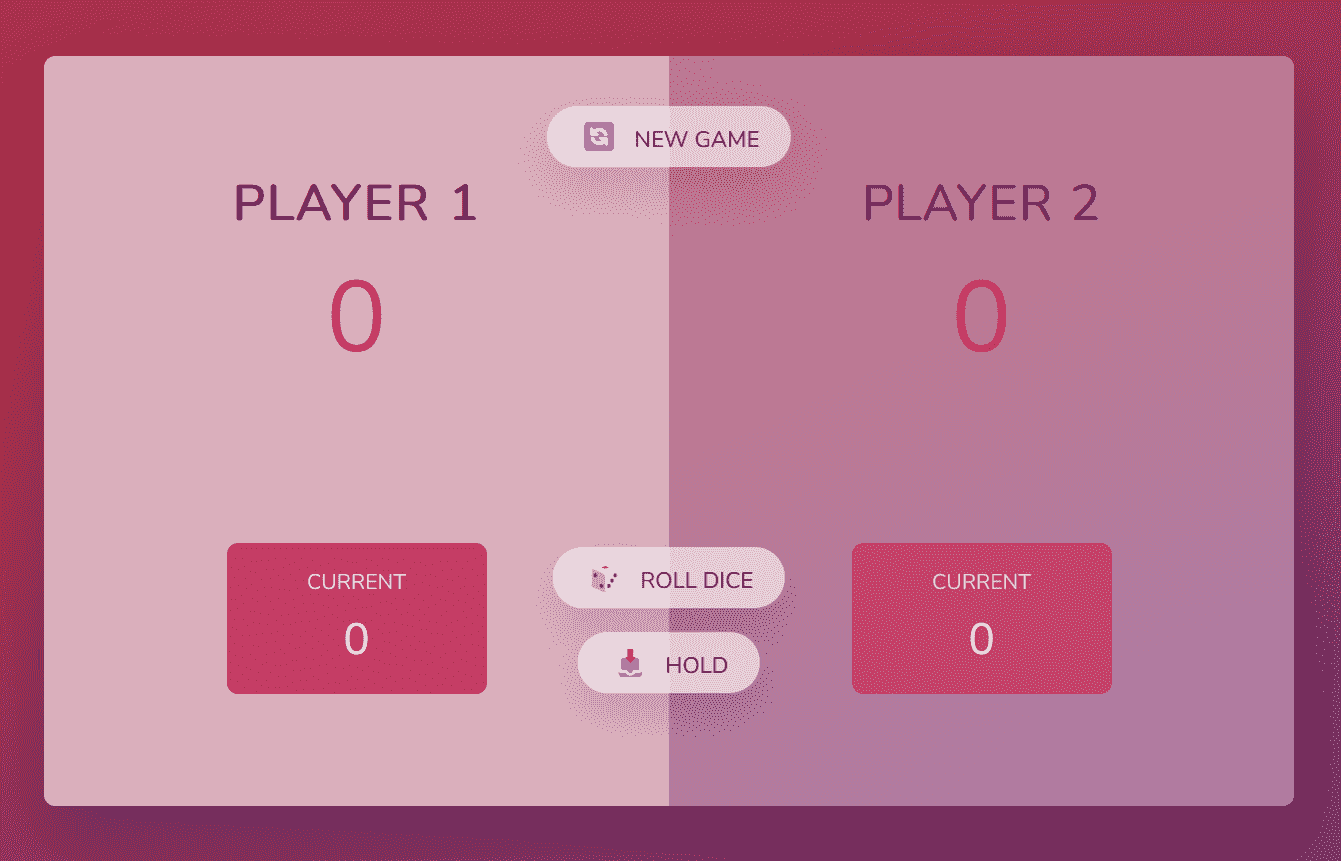 NEW GAME
PLAYER 1
0
PLAYER 2
0
CURRENT
0
ROLL DICE
HOLD
CURRENT
0